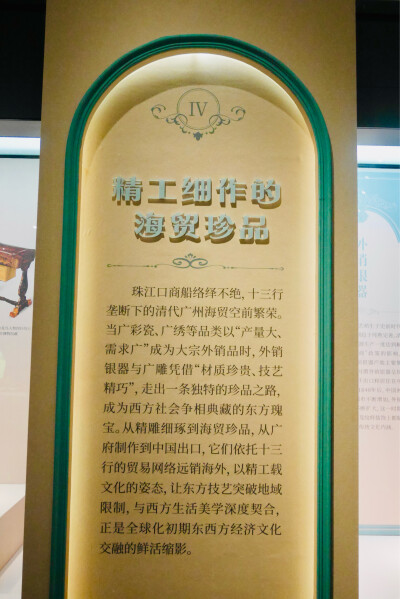 IV
精工细作的
海贸珍品
珠江口商船络绎不绝，十三行
垄断下的清代广州海贸空前繁荣。
当广彩瓷、广绣等品类以“产量大、
需求广”成为大宗外销品时，外销
银器与广雕凭借“材质珍贵、技艺
精巧”，走出一条独特的珍品之路，
成为西方社会争相典藏的东方瑰
宝。从精雕细琢到海贸珍品，从广
府制作到中国出口，它们依托十三
行的贸易网络远销海外，以精工载
文化的姿态，让东方技艺突破地域
限制，与西方生活美学深度契合，
正是全球化初期东西方经济文化
交融的鲜活缩影。
外销银器